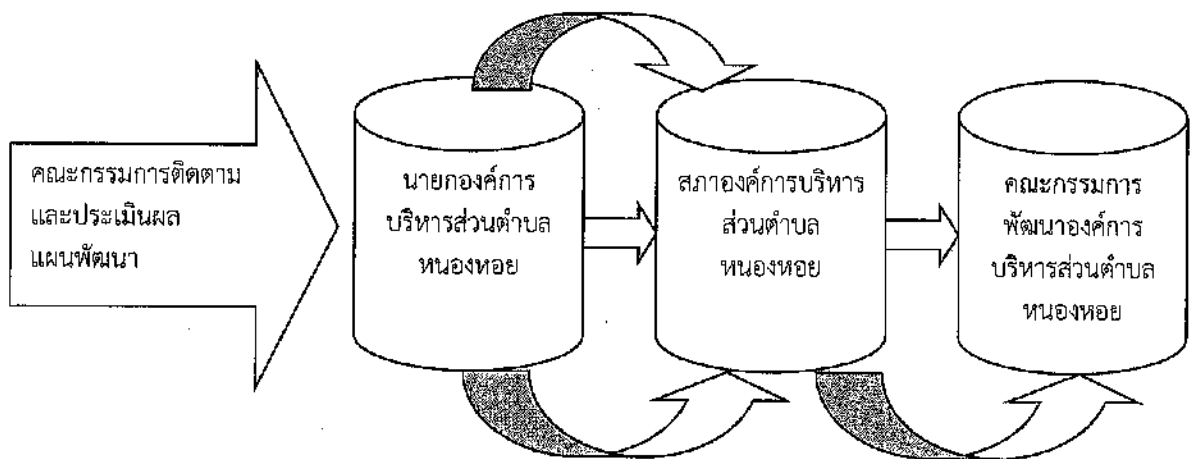 คณะกรรมการติดตาม
และประเมินผล
แผนพัฒนา
นายกองค์การ
บริหารส่วนตำบล
หนองหอย
สภาองค์การบริหาร
ส่วนตำบล
หนองหอย
คณะกรรมการ
พัฒนาองค์การ
บริหารส่วนตำบล
หนองหอย